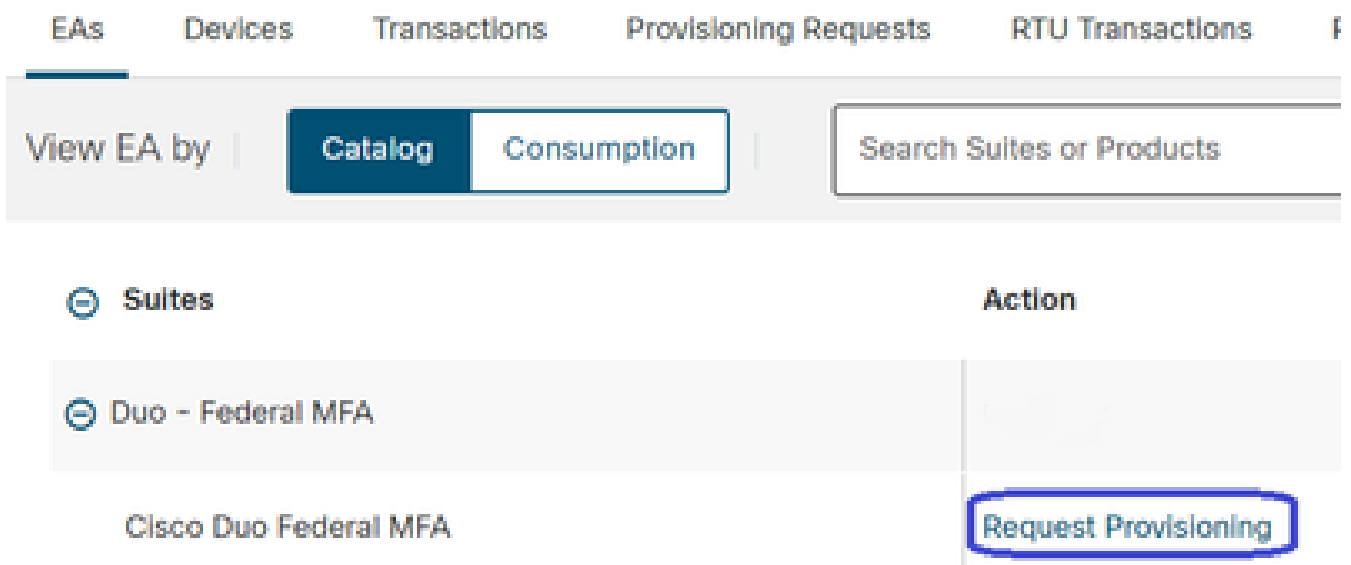 EAs Devices Transactions Provisioning Requests RTU Transactions
View EA by Catalog Consumption Search Suites or Products
Suites Action
Duo - Federal MFA
Cisco Duo Federal MFA Request Provisioning